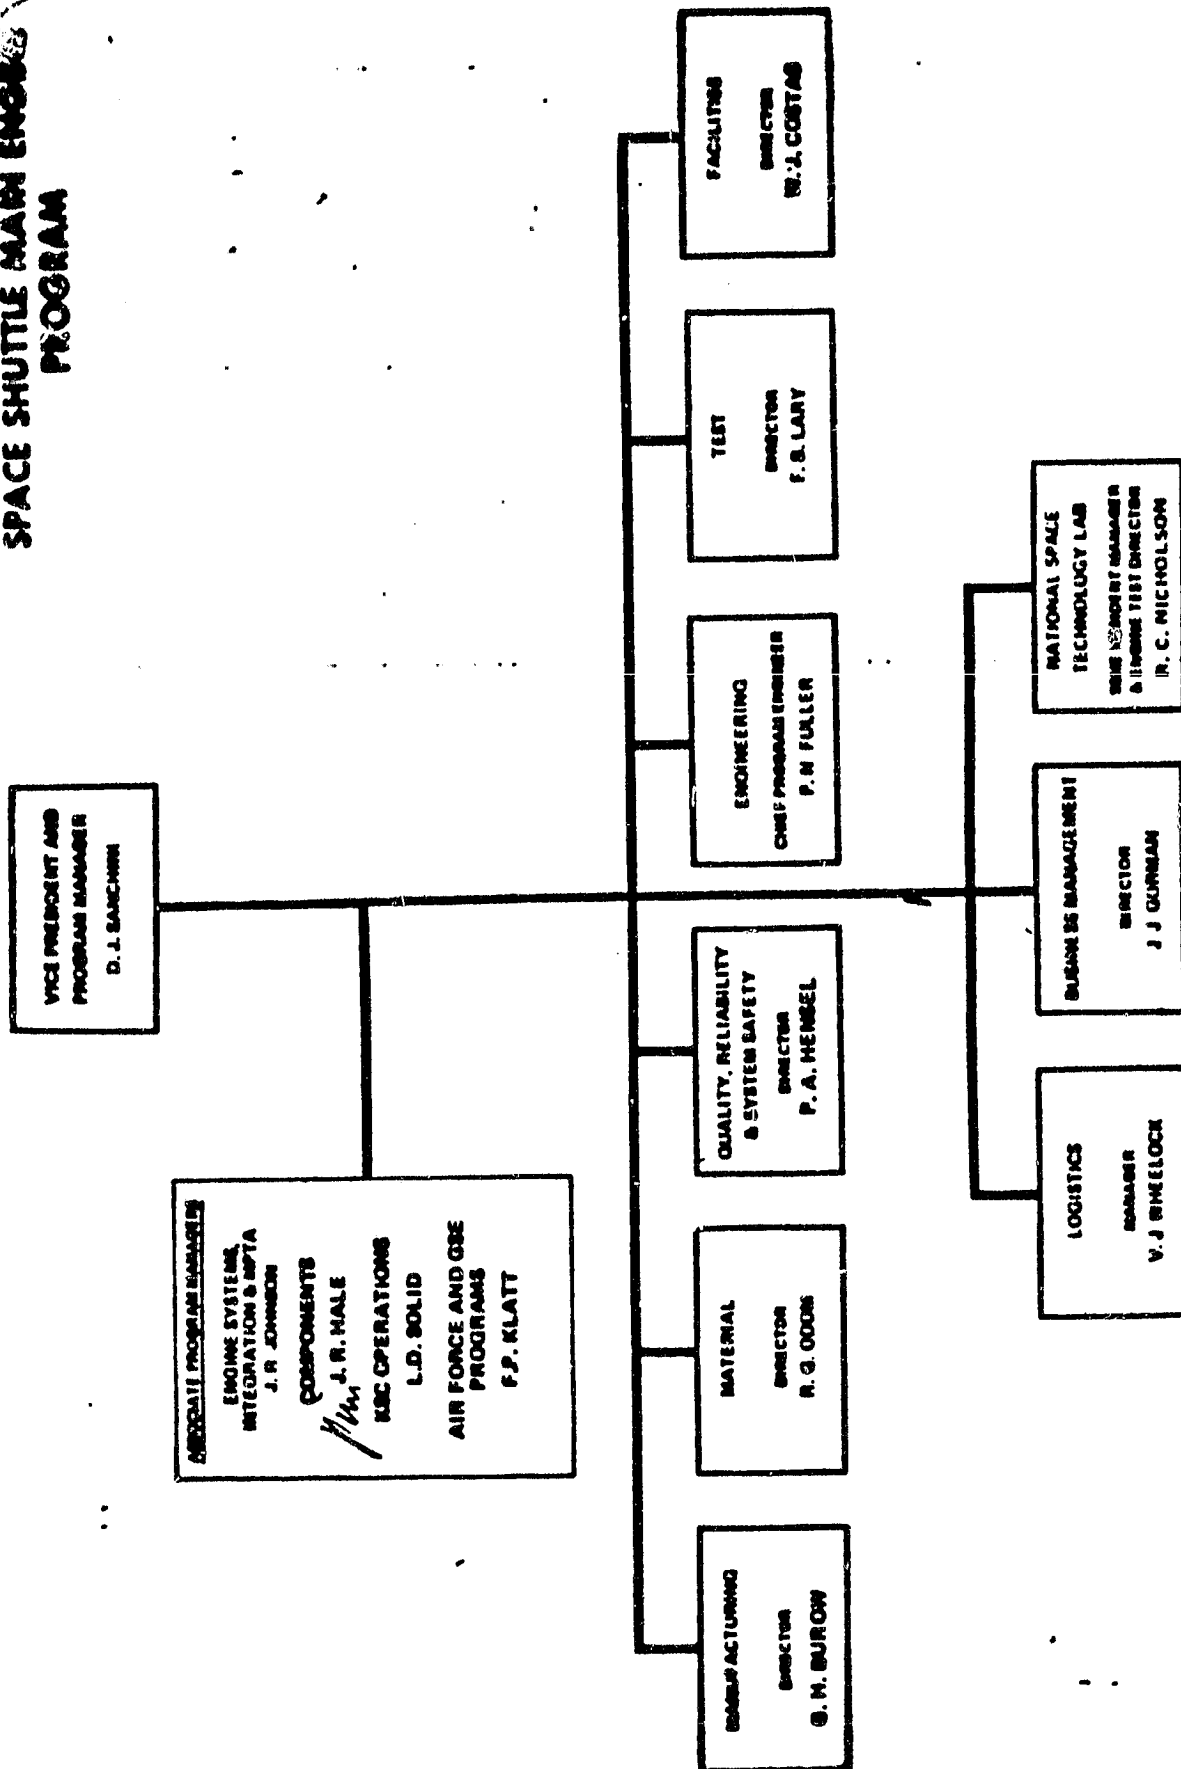 SPACE SHUTTLE MAIN ENGINE
PROGRAM
VICE PRESIDENT AND
PROGRAM MANAGER
D. J. SANCHINI
ASSOCIATE PROGRAM MANAGERS
ENGINE SYSTEMS,
INTEGRATION & MPTA
J. R. JOHNSON
COMPONENTS
J. R. HALE
KSC OPERATIONS
L.D. SOLID
AIR FORCE AND GSE
PROGRAMS
F.P. KLATT
MANUFACTURING
DIRECTOR
G. H. BUROW
MATERIAL
DIRECTOR
R. G. ODOM
QUALITY, RELIABILITY
& SYSTEM SAFETY
DIRECTOR
P. A. HENSEL
ENGINEERING
CHIEF PROGRAM ENGINEER
P. N FULLER
TEST
DIRECTOR
F. B. LARY
FACILITIES
DIRECTOR
W. J. COSTAS
LOGISTICS
MANAGER
V. J WHEELOCK
BUSINESS MANAGEMENT
DIRECTOR
J J GORMAN
NATIONAL SPACE
TECHNOLOGY LAB
MANAGER
& ENGINE TEST DIRECTOR
R. C. NICHOLSON